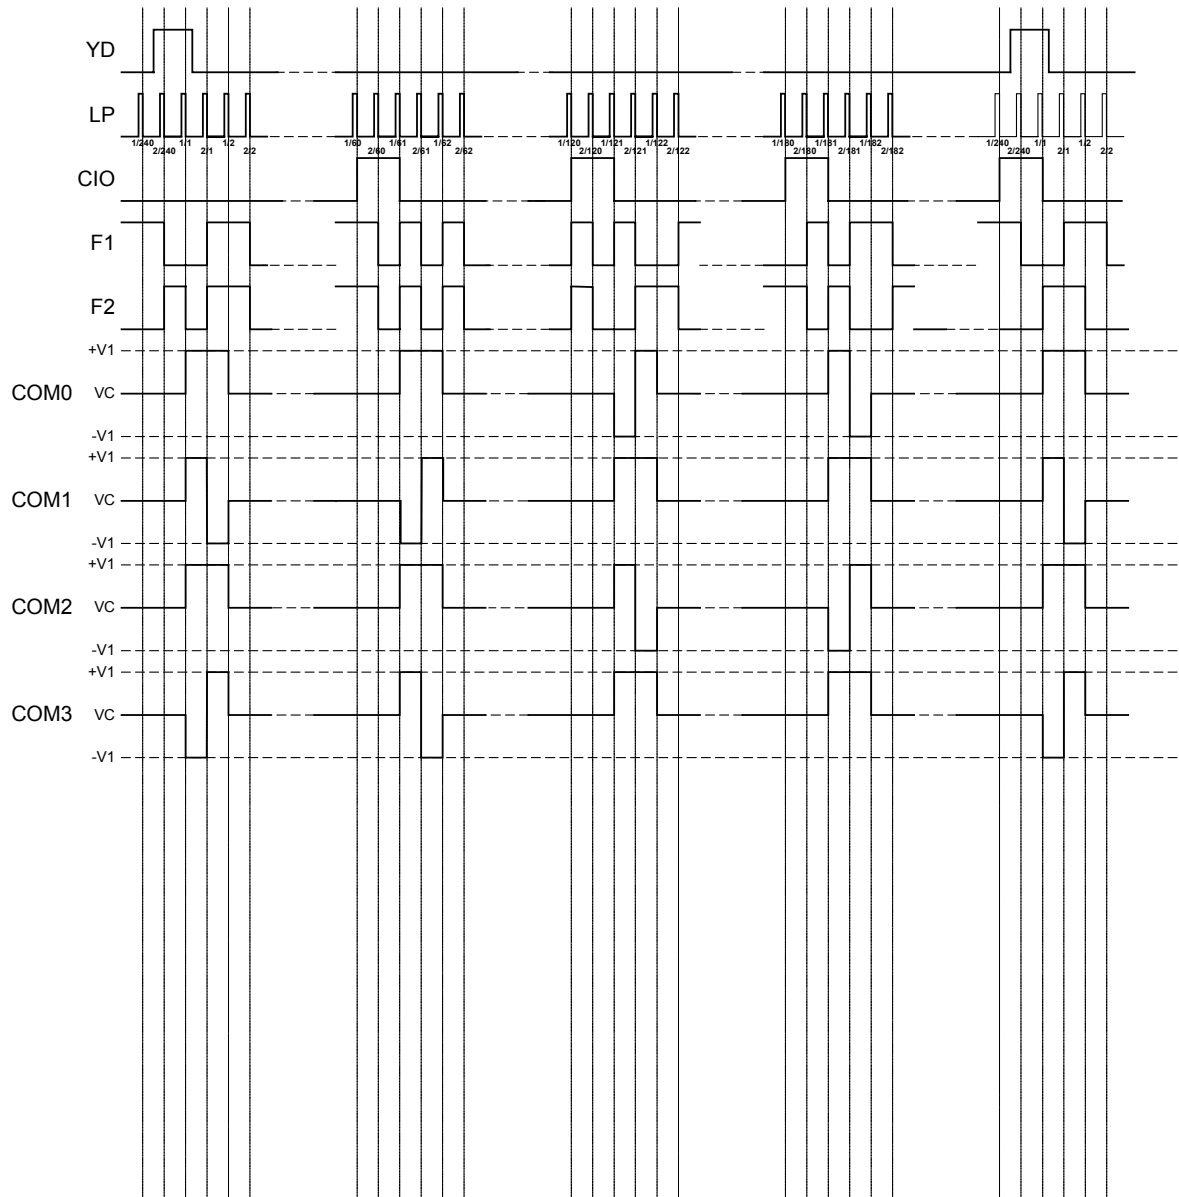 YD
LP
1/240 1/1 1/2 1/60 1/61 1/62 1/120 1/121 1/122 1/180 1/181 1/182 1/240 1/1 1/2
2/240 2/1 2/2 2/60 2/61 2/62 2/120 2/121 2/122 2/180 2/181 2/182 2/240 2/1 2/2
CIO
F1
F2
+V1
COM0 VC
-V1
+V1
COM1 VC
-V1
+V1
COM2 VC
-V1
+V1
COM3 VC
-V1